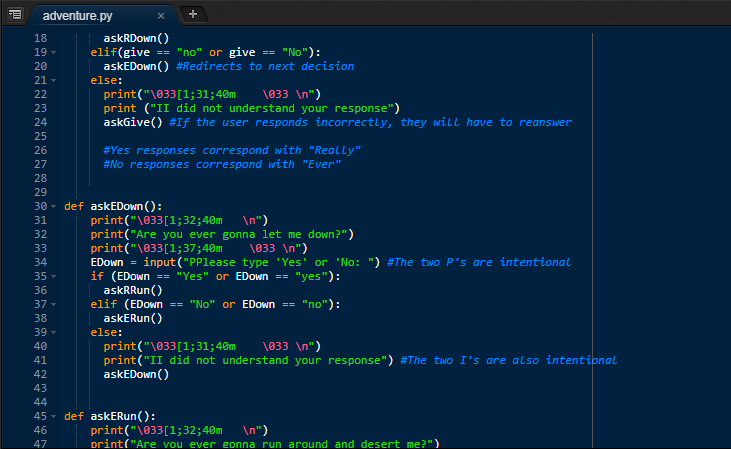 adventure.py × +
18 askRDown()
19 elif(give == "no" or give == "No"):
20 askEDown() #Redirects to next decision
21 else:
22 print("\033[1;31;40m    \033 \n")
23 print ("II did not understand your response")
24 askGive() #If the user responds incorrectly, they will have to reanswer
25
26 #Yes responses correspond with "Really"
27 #No responses correspond with "Ever"
28
29
30 def askEDown():
31 print("\033[1;32;40m   \n")
32 print("Are you ever gonna let me down?")
33 print("\033[1;37;40m    \033 \n")
34 EDown = input("PPlease type 'Yes' or 'No: ") #The two P's are intentional
35 if (EDown == "Yes" or EDown == "yes"):
36 askRRun()
37 elif (EDown == "No" or EDown == "no"):
38 askERun()
39 else:
40 print("\033[1;31;40m    \033 \n")
41 print("II did not understand your response") #The two I's are also intentional
42 askEDown()
43
44
45 def askERun():
46 print("\033[1;32;40m   \n")
47 print("Are you ever gonna run around and desert me?")